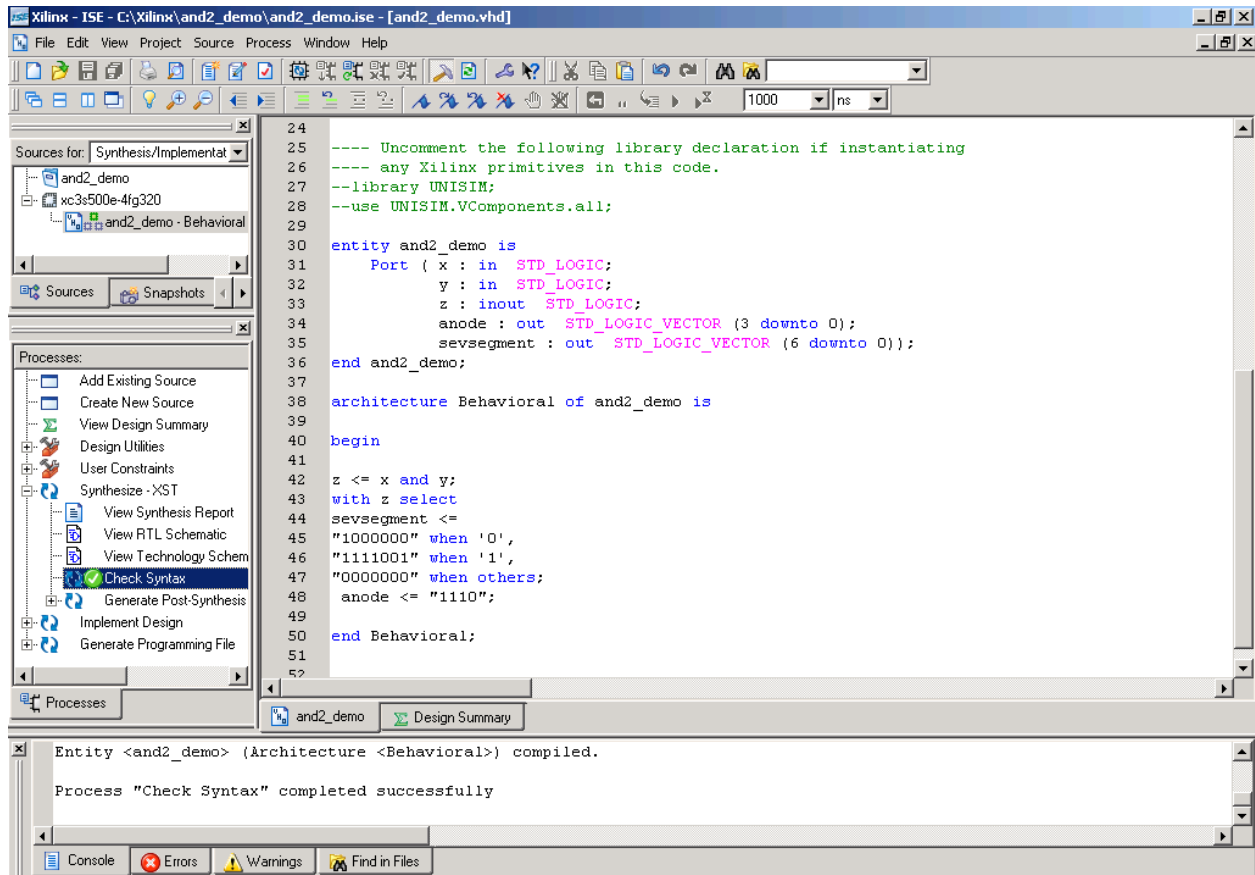 Xilinx - ISE - C:\Xilinx\and2_demo\and2_demo.ise - [and2_demo.vhd]
File Edit View Project Source Process Window Help
1000 ns
Sources for: Synthesis/Implementat
and2_demo
xc3s500e-4fg320
and2_demo - Behavioral
Sources Snapshots
Processes:
Add Existing Source
Create New Source
View Design Summary
Design Utilities
User Constraints
Synthesize - XST
View Synthesis Report
View RTL Schematic
View Technology Schem
Check Syntax
Generate Post-Synthesis
Implement Design
Generate Programming File
Processes
24
25 ---- Uncomment the following library declaration if instantiating
26 ---- any Xilinx primitives in this code.
27 --library UNISIM;
28 --use UNISIM.VComponents.all;
29
30 entity and2_demo is
31 Port ( x : in STD_LOGIC;
32 y : in STD_LOGIC;
33 z : inout STD_LOGIC;
34 anode : out STD_LOGIC_VECTOR (3 downto 0);
35 sevsegment : out STD_LOGIC_VECTOR (6 downto 0));
36 end and2_demo;
37
38 architecture Behavioral of and2_demo is
39
40 begin
41
42 z <= x and y;
43 with z select
44 sevsegment <=
45 "1000000" when '0',
46 "1111001" when '1',
47 "0000000" when others;
48 anode <= "1110";
49
50 end Behavioral;
51
52
and2_demo Design Summary
Entity <and2_demo> (Architecture <Behavioral>) compiled.
Process "Check Syntax" completed successfully
Console Errors Warnings Find in Files